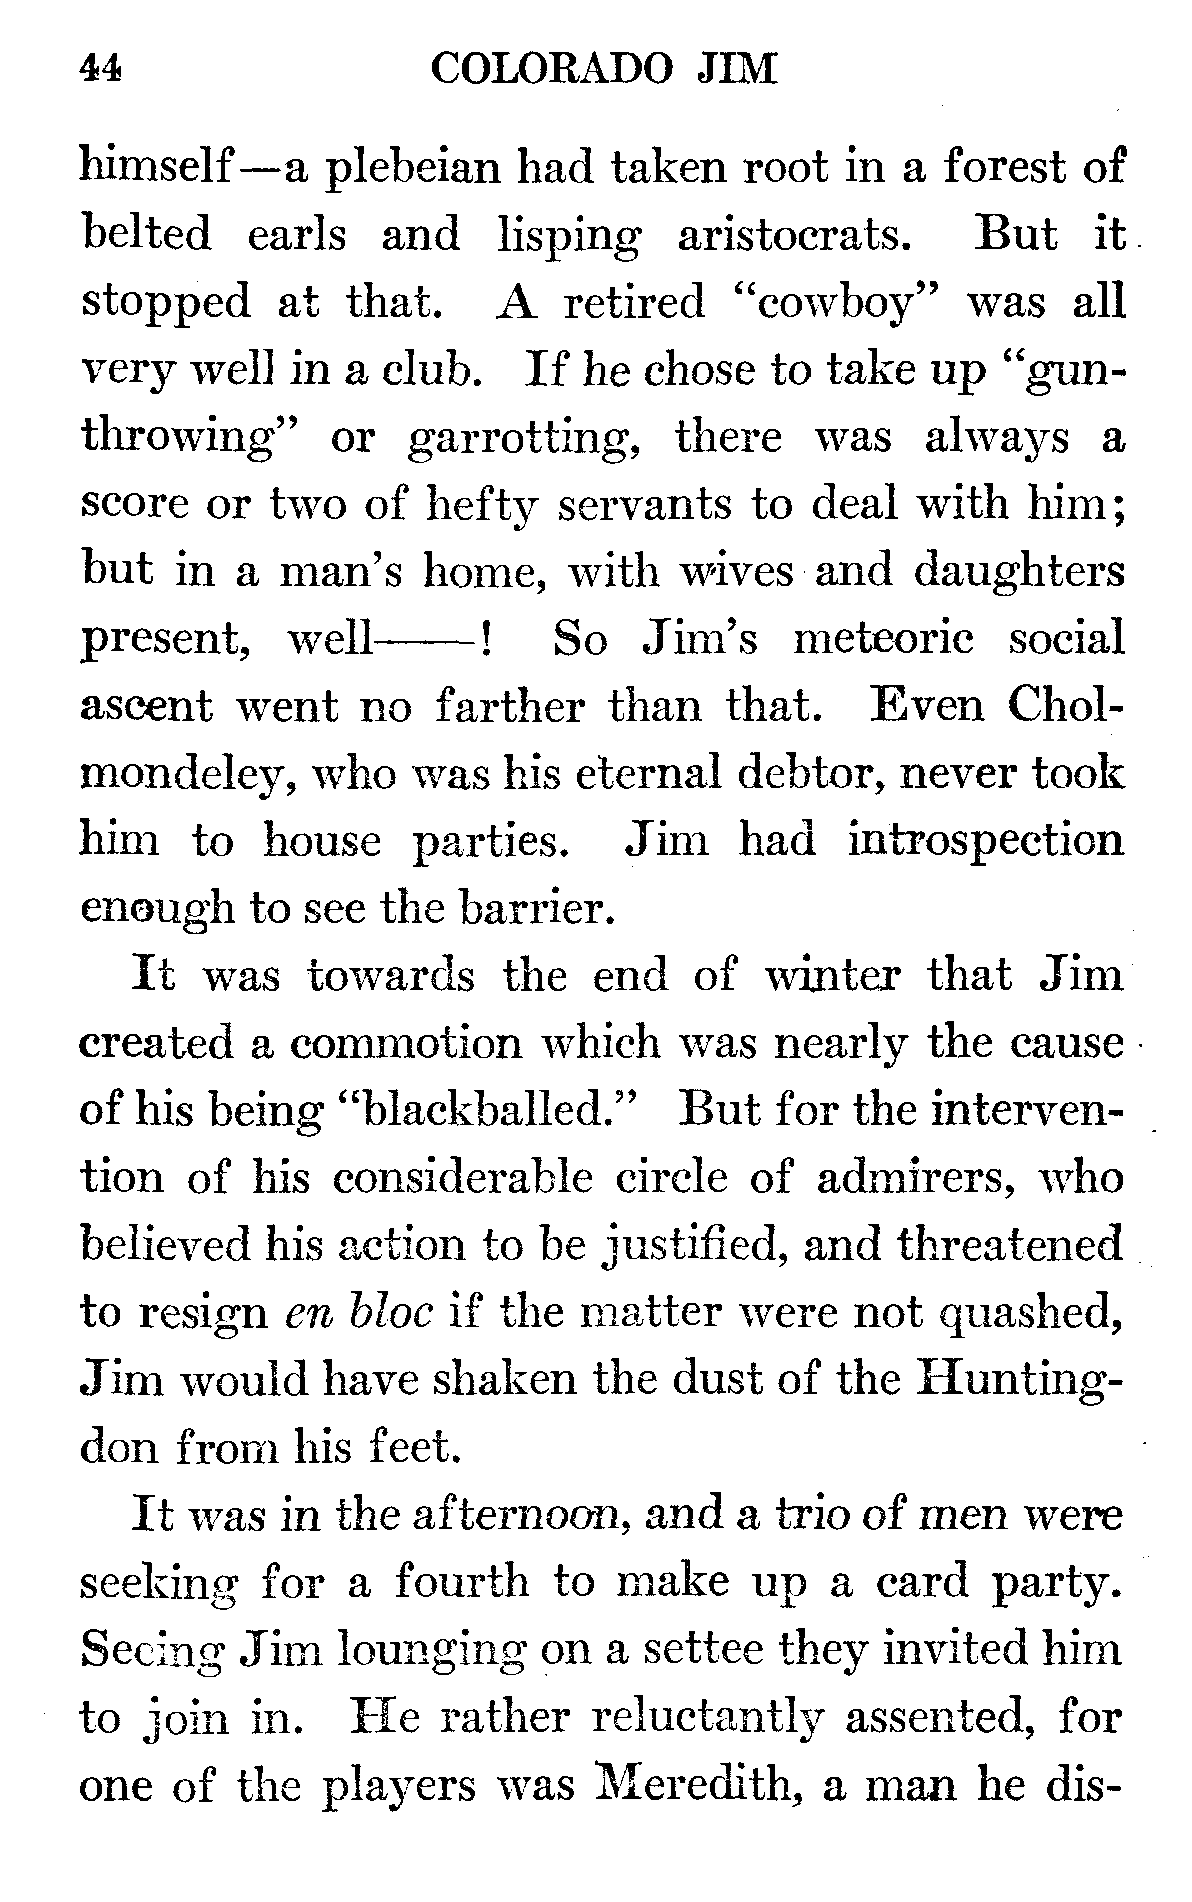 44 COLORADO JIM
himself—a plebeian had taken root in a forest of
belted earls and lisping aristocrats. But it
stopped at that. A retired “cowboy” was all
very well in a club. If he chose to take up “gun-
throwing” or garrotting, there was always a
score or two of hefty servants to deal with him;
but in a man’s home, with wives and daughters
present, well——! So Jim’s meteoric social
ascent went no farther than that. Even Chol-
mondeley, who was his eternal debtor, never took
him to house parties. Jim had introspection
enough to see the barrier.
It was towards the end of winter that Jim
created a commotion which was nearly the cause
of his being “blackballed.” But for the interven-
tion of his considerable circle of admirers, who
believed his action to be justified, and threatened
to resign en bloc if the matter were not quashed,
Jim would have shaken the dust of the Hunting-
don from his feet.
It was in the afternoon, and a trio of men were
seeking for a fourth to make up a card party.
Seeing Jim lounging on a settee they invited him
to join in. He rather reluctantly assented, for
one of the players was Meredith, a man he dis-